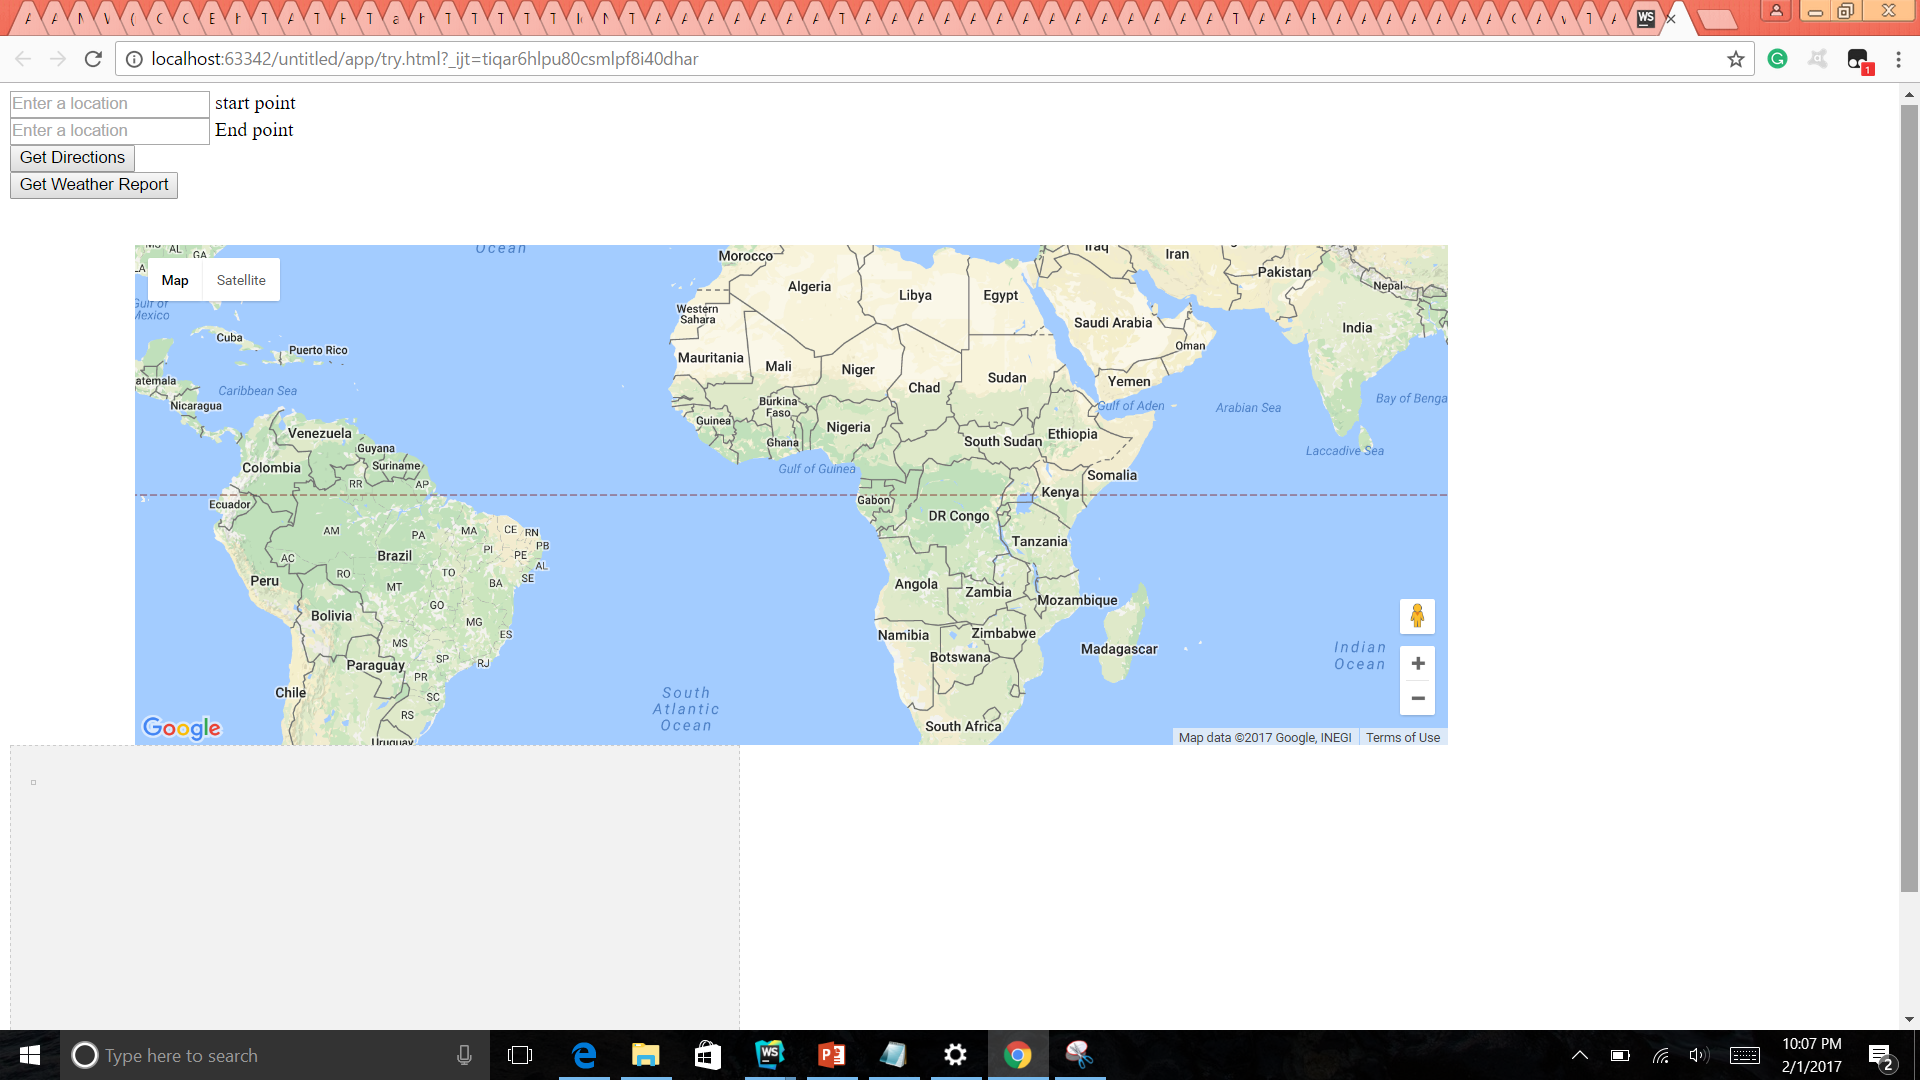 localhost:63342/untitled/app/try.html?_ijt=tiqar6hlpu80csmlpf8i40dhar
1
Enter a location start point
Enter a location End point
Get Directions
Get Weather Report
Map Satellite
Ocean
AL
GA
LA
Gulf of
Mexico
Morocco
Algeria
Libya
Egypt
Iraq
Iran
Pakistan
Nepal
Western
Sahara
Saudi Arabia
India
Cuba
Puerto Rico
Oman
Mauritania
Mali
Niger
Chad
Sudan
Yemen
atemala
Caribbean Sea
Nicaragua
Burkina
Faso
Gulf of Aden
Arabian Sea
Bay of Benga
Guinea
Ghana
Nigeria
South Sudan
Ethiopia
Laccadive Sea
Venezuela
Guyana
Suriname
Colombia
Gulf of Guinea
Somalia
RR
AP
Ecuador
Gabon
Kenya
DR Congo
Tanzania
AM
PA
MA
CE
RN
PB
PI
PE
AL
SE
Brazil
AC
RO
TO
BA
MT
Peru
Angola
Zambia
Mozambique
GO
Bolivia
MG
ES
Namibia
Zimbabwe
Botswana
Madagascar
MS
SP
RJ
Paraguay
PR
SC
Indian
Ocean
Chile
South
Atlantic
Ocean
RS
South Africa
Uruguay
Google
Map data ©2017 Google, INEGI Terms of Use
Type here to search
10:07 PM
2/1/2017
2